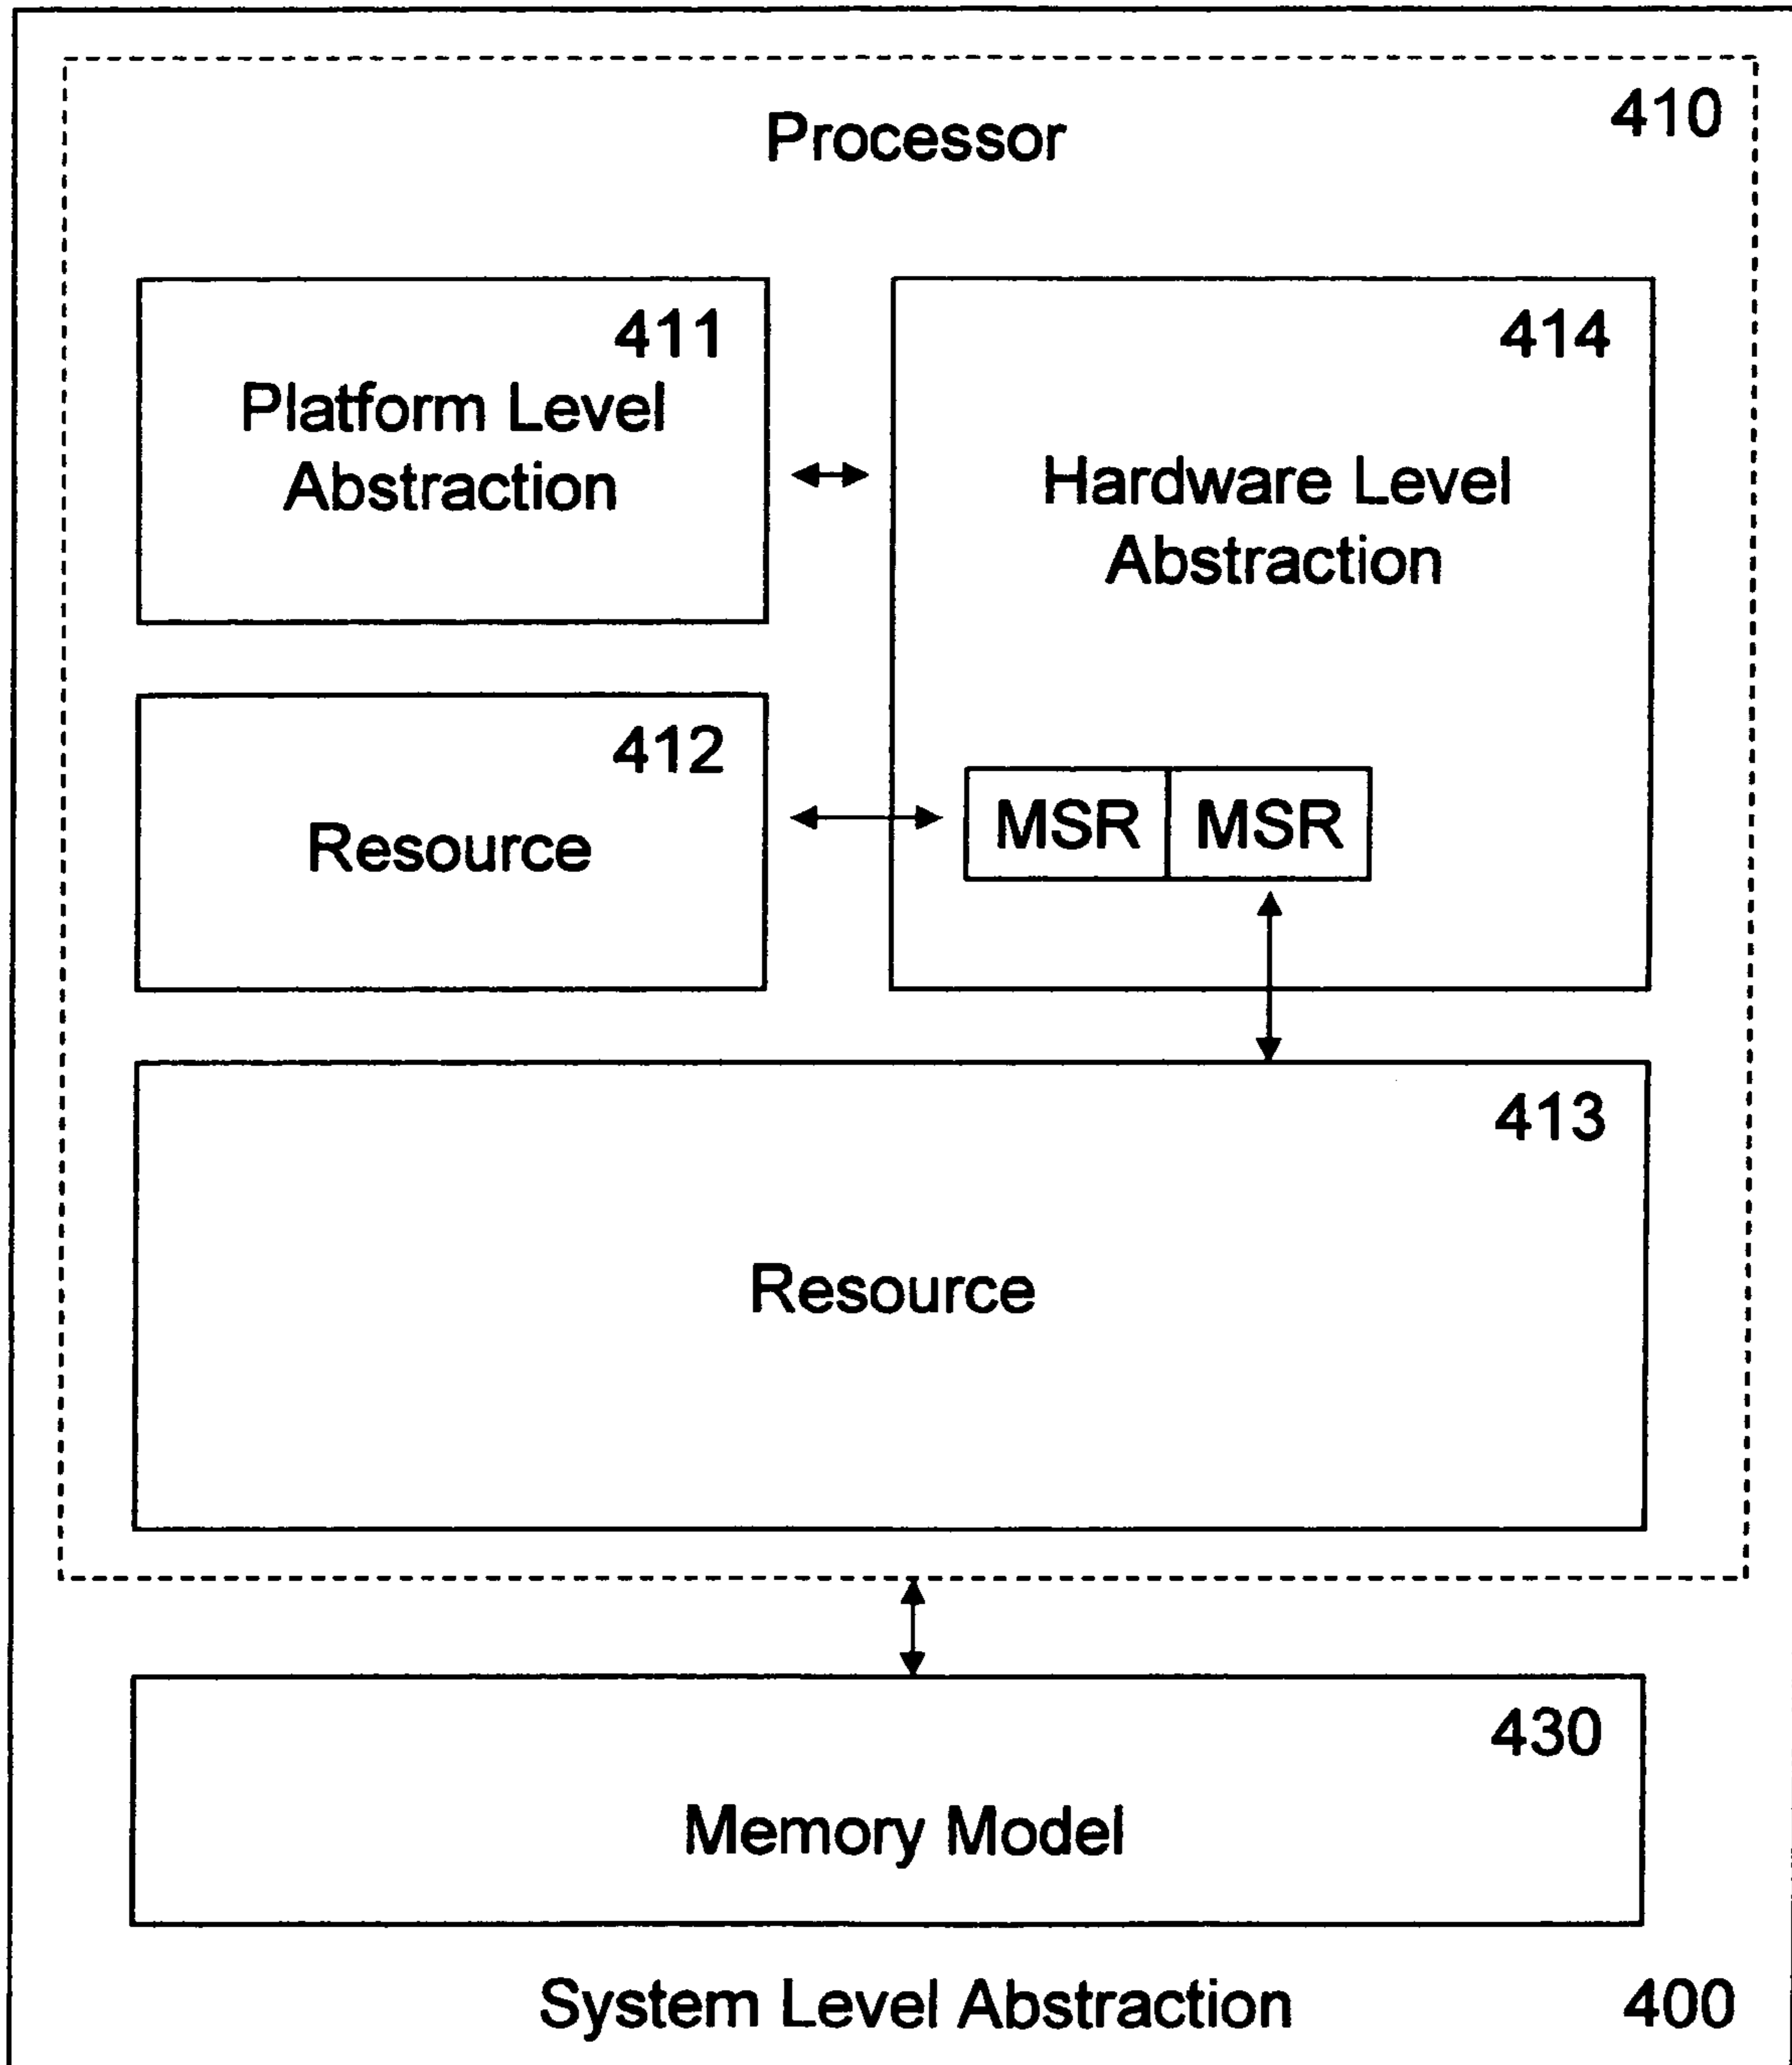 410
Processor
411
Platform Level
Abstraction
414
Hardware Level
Abstraction
412
Resource
MSR MSR
413
Resource
430
Memory Model
System Level Abstraction 400